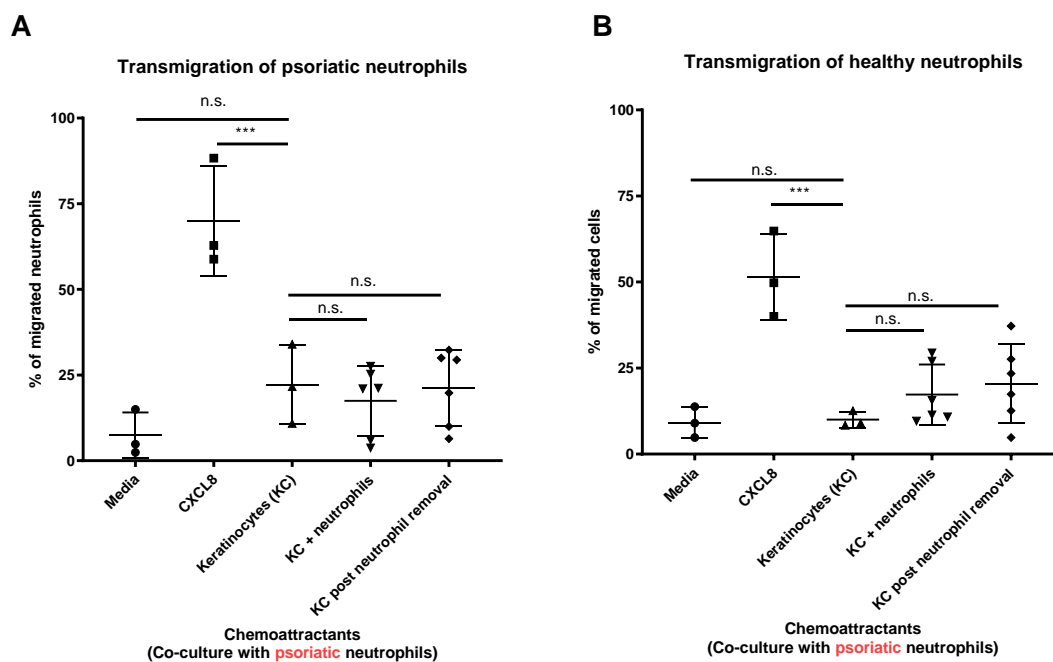 A
Transmigration of psoriatic neutrophils
n.s.
***
n.s.
n.s.
% of migrated neutrophils
100
75
50
25
0
Media
CXCL8
Keratinocytes (KC)
KC + neutrophils
KC post neutrophil removal
Chemoattractants
(Co-culture with psoriatic neutrophils)
B
Transmigration of healthy neutrophils
n.s.
***
n.s.
n.s.
% of migrated cells
100
75
50
25
0
Media
CXCL8
Keratinocytes (KC)
KC + neutrophils
KC post neutrophil removal
Chemoattractants
(Co-culture with psoriatic neutrophils)